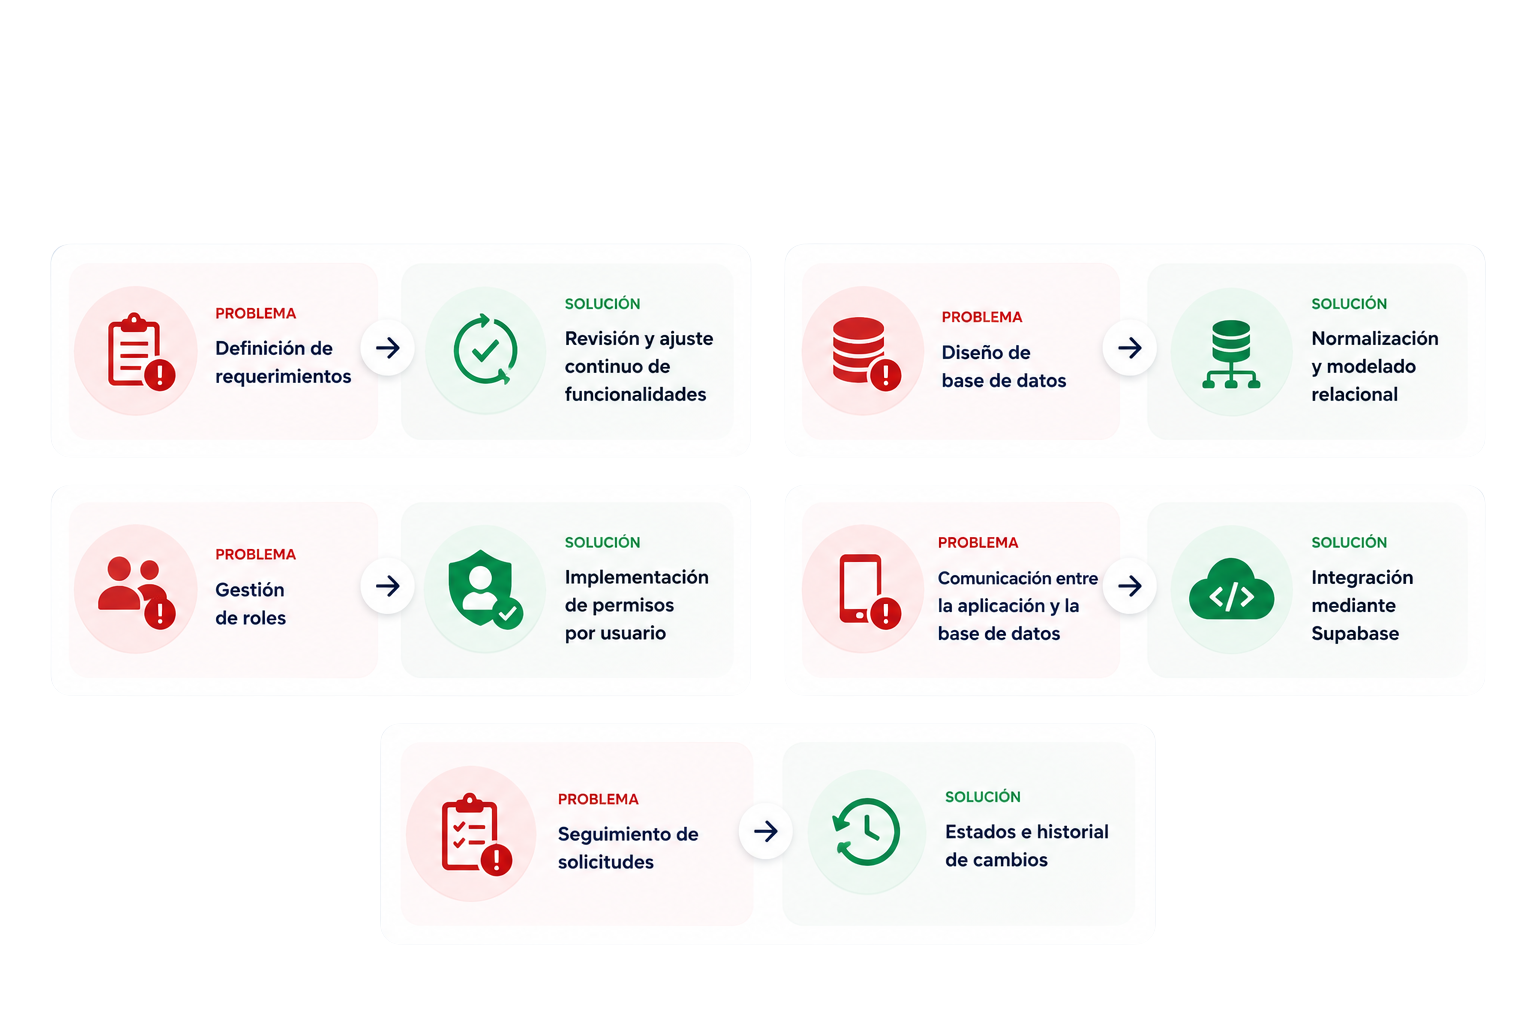 PROBLEMA
Definición de
requerimientos
SOLUCIÓN
Revisión y ajuste
continuo de
funcionalidades
PROBLEMA
Diseño de
base de datos
SOLUCIÓN
Normalización
y modelado
relacional
PROBLEMA
Gestión
de roles
SOLUCIÓN
Implementación
de permisos
por usuario
PROBLEMA
Comunicación entre
la aplicación y la
base de datos
SOLUCIÓN
Integración
mediante
Supabase
PROBLEMA
Seguimiento de
solicitudes
SOLUCIÓN
Estados e historial
de cambios